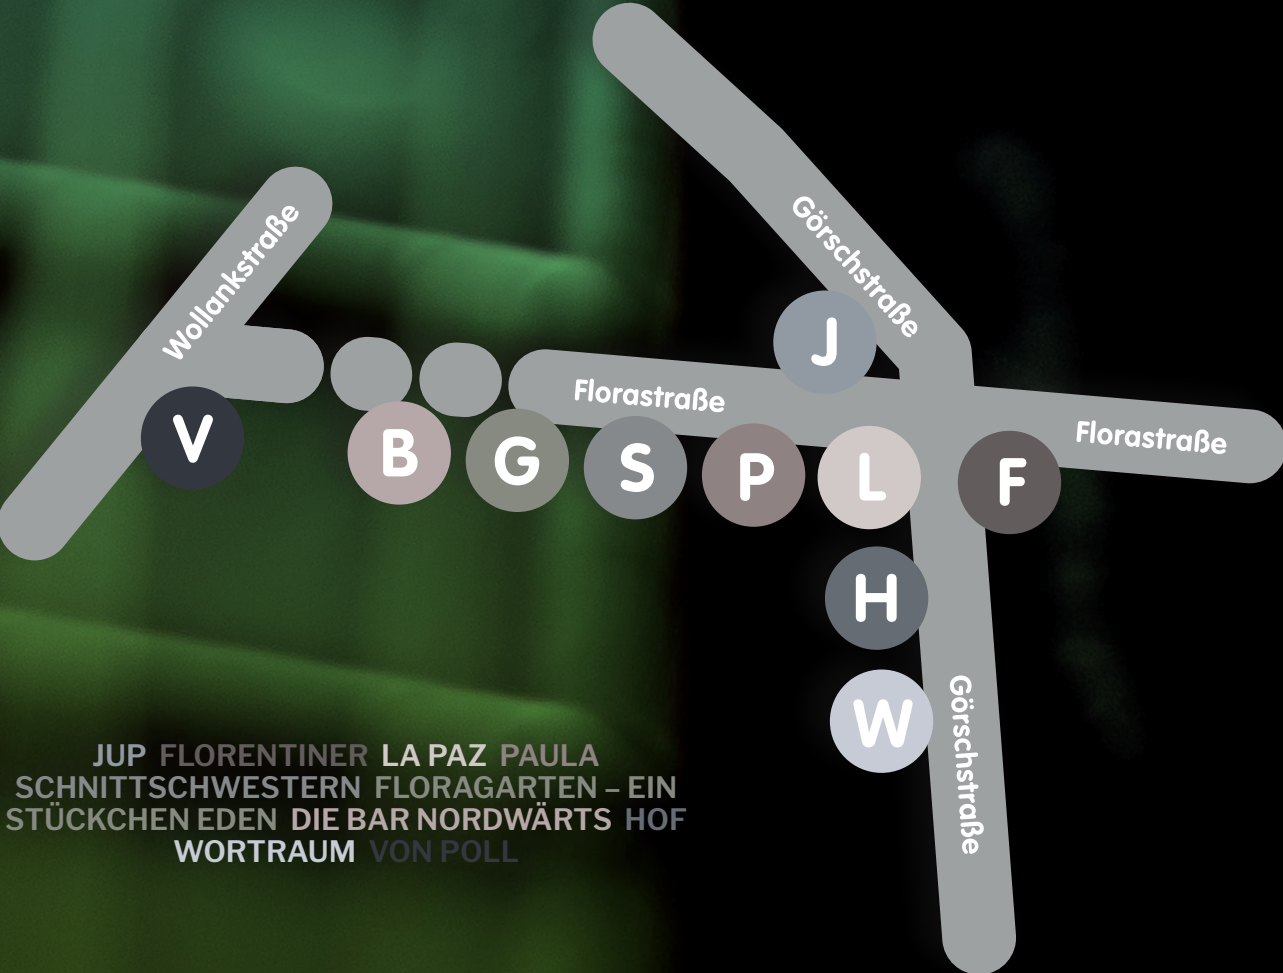 Görschstraße
Wollankstraße
J
Florastraße
Florastraße
V
B
G
S
P
L
F
H
W
Görschstraße
JUP FLORENTINER LA PAZ PAULA
SCHNITTSCHWESTERN FLORAGARTEN – EIN
STÜCKCHEN EDEN DIE BAR NORDWÄRTS HOF
WORTRAUM VON POLL